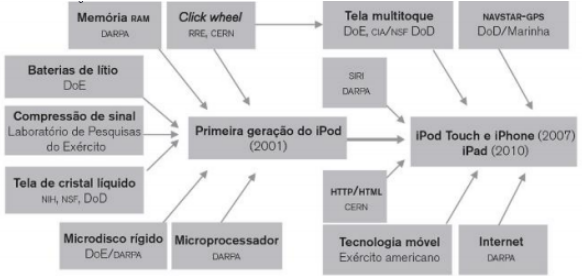 Memória RAM
DARPA
Click wheel
RRE, CERN
Tela multitoque
DoE, CIA/NSF DoD
NAVSTAR-GPS
DoD/Marinha
Baterias de lítio
DoE
SIRI
DARPA
Compressão de sinal
Laboratório de Pesquisas
do Exército
Primeira geração do iPod
(2001)
iPod Touch e iPhone (2007)
iPad (2010)
Tela de cristal líquido
NIH, NSF, DoD
HTTP/HTML
CERN
Microdisco rígido
DoE/DARPA
Microprocessador
DARPA
Tecnologia móvel
Exército americano
Internet
DARPA